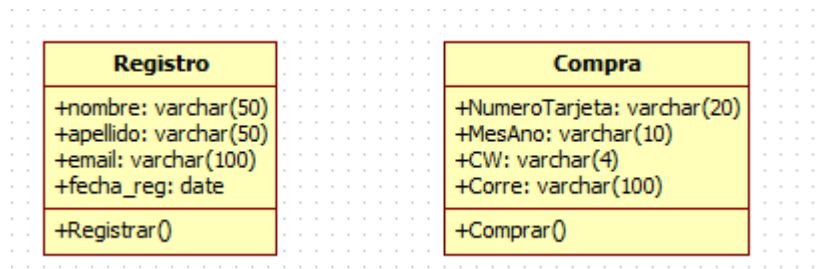 Registro
+nombre: varchar(50)
+apellido: varchar(50)
+email: varchar(100)
+fecha_reg: date
+Registrar()
Compra
+NumeroTarjeta: varchar(20)
+MesAno: varchar(10)
+CW: varchar(4)
+Corre: varchar(100)
+Comprar()